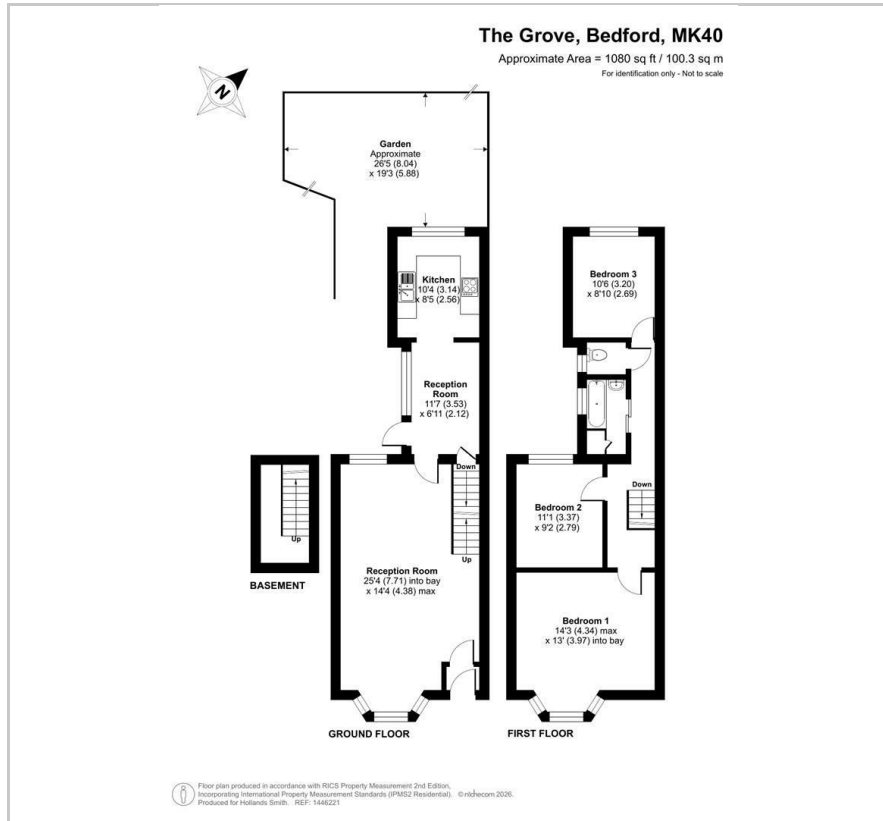 The Grove, Bedford, MK40
Approximate Area = 1080 sq ft / 100.3 sq m
For identification only - Not to scale
N
Garden
Approximate
26'5 (8.04)
x 19'3 (5.88)
Kitchen
10'4 (3.14)
x 8'5 (2.56)
Bedroom 3
10'6 (3.20)
x 8'10 (2.69)
Reception
Room
11'7 (3.53)
x 6'11 (2.12)
Down
Up
Reception Room
25'4 (7.71) into bay
x 14'4 (4.38) max
Up
BASEMENT
Down
Bedroom 2
11'1 (3.37)
x 9'2 (2.79)
Bedroom 1
14'3 (4.34) max
x 13' (3.97) into bay
GROUND FLOOR
FIRST FLOOR
Floor plan produced in accordance with RICS Property Measurement 2nd Edition,
Incorporating International Property Measurement Standards (IPMS2 Residential). © ntchecom 2026.
Produced for Hollands Smith. REF: 1446221